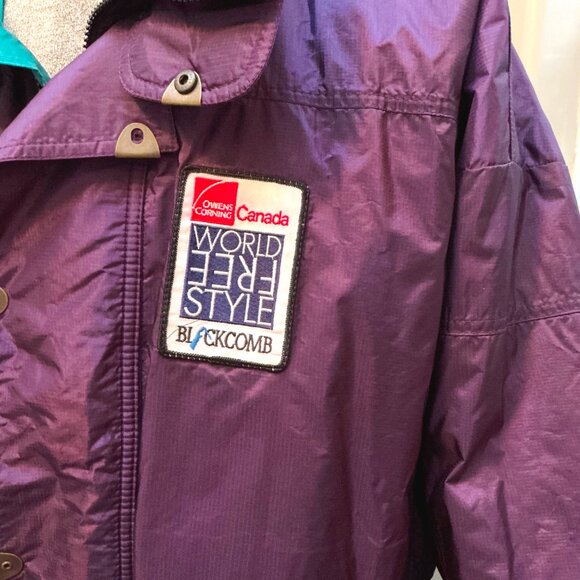 OWENS
CORNING
Canada
WORLD
FREE
STYLE
BLACKCOMB